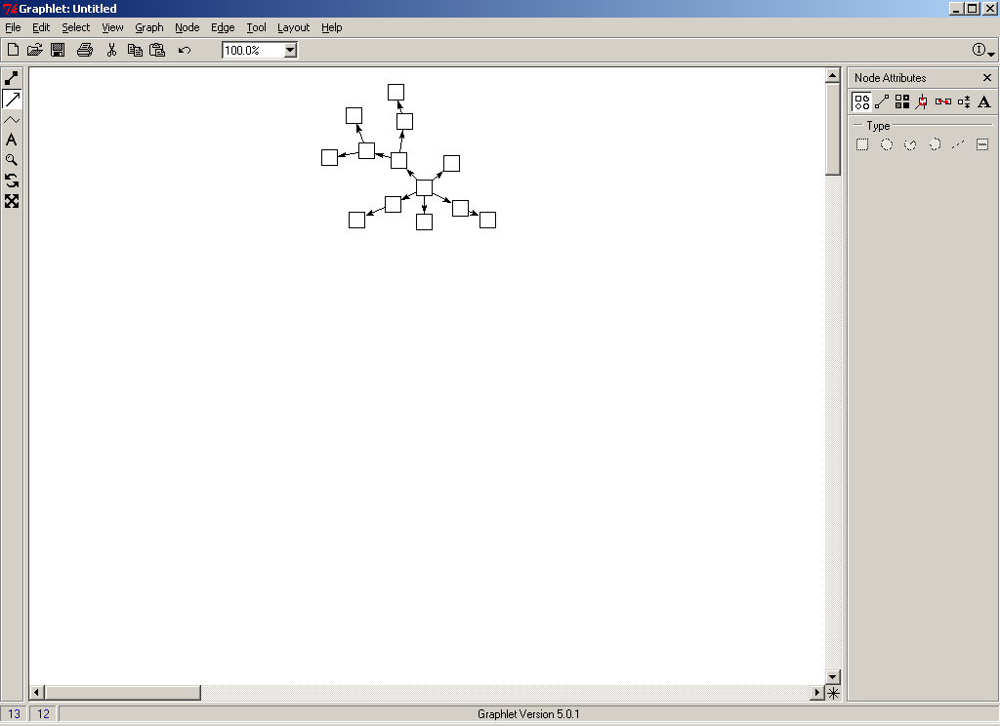 Graphlet: Untitled
File Edit Select View Graph Node Edge Tool Layout Help
100.0%
Node Attributes
A
A
Type
13 12 Graphlet Version 5.0.1